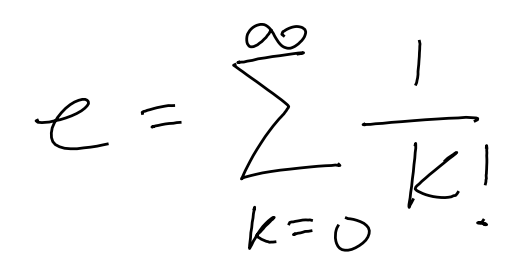 e = ∑_{k=0}^{∞} 1/k!